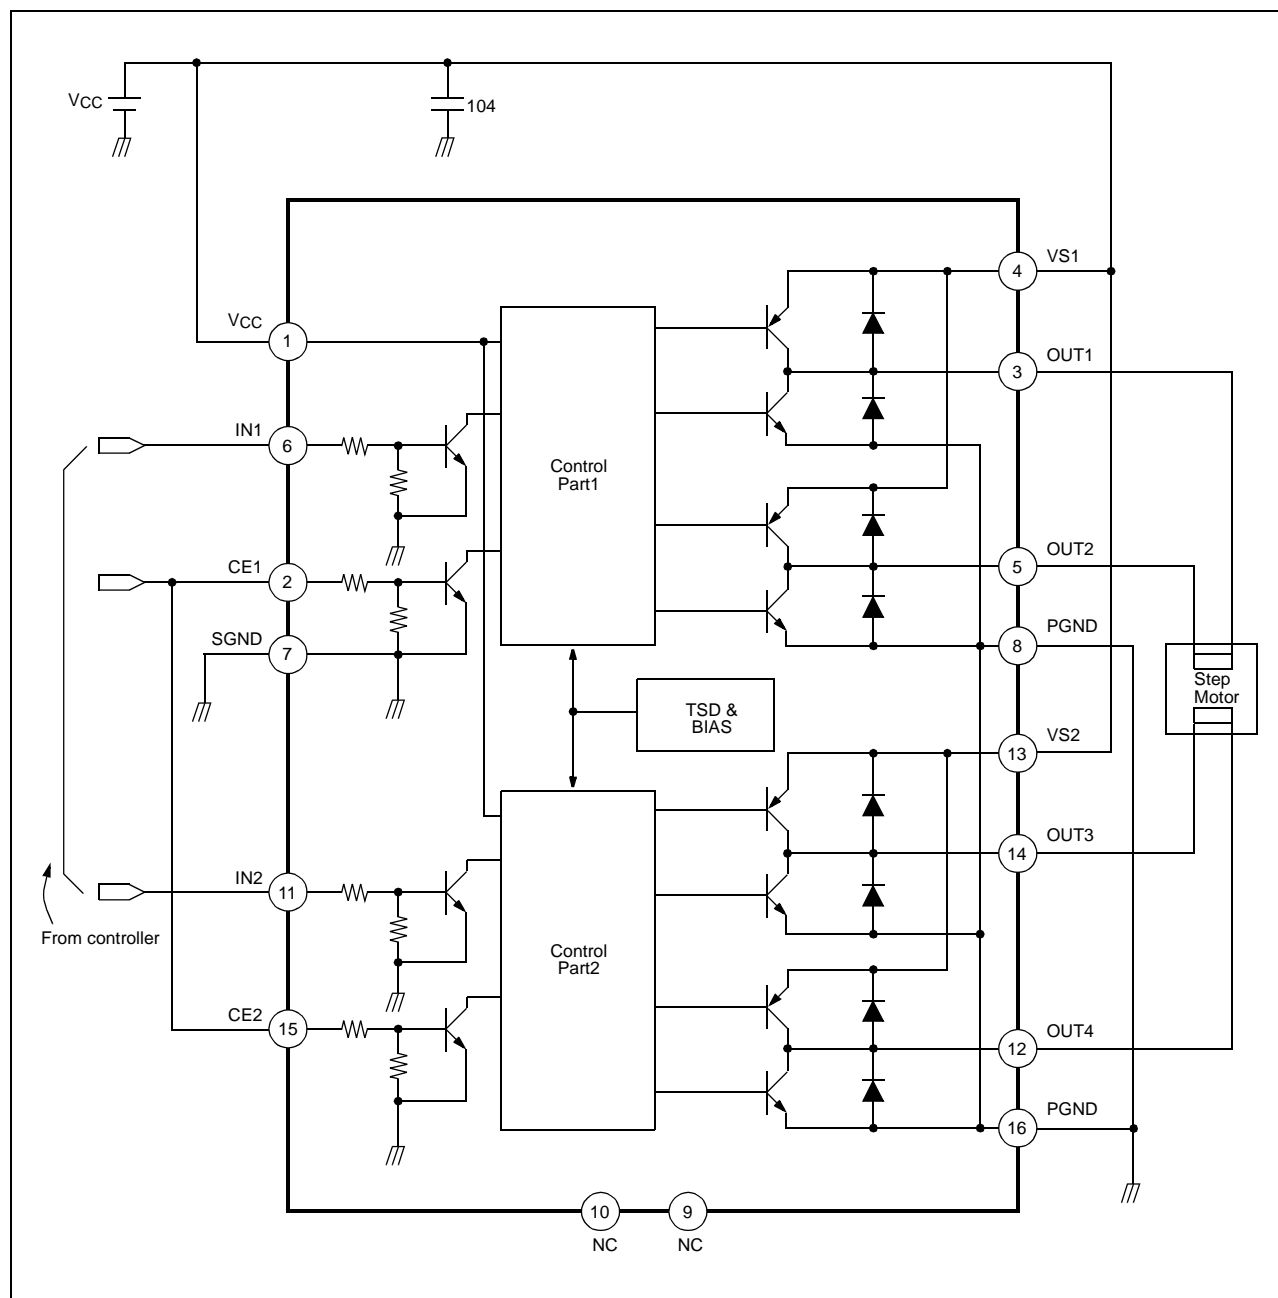 VCC
104
VS1
4
VCC
1
OUT1
3
IN1
6
Control
Part1
OUT2
5
CE1
2
PGND
8
SGND
7
Step
Motor
TSD &
BIAS
VS2
13
OUT3
14
IN2
11
From controller
Control
Part2
CE2
15
OUT4
12
PGND
16
10
9
NC
NC